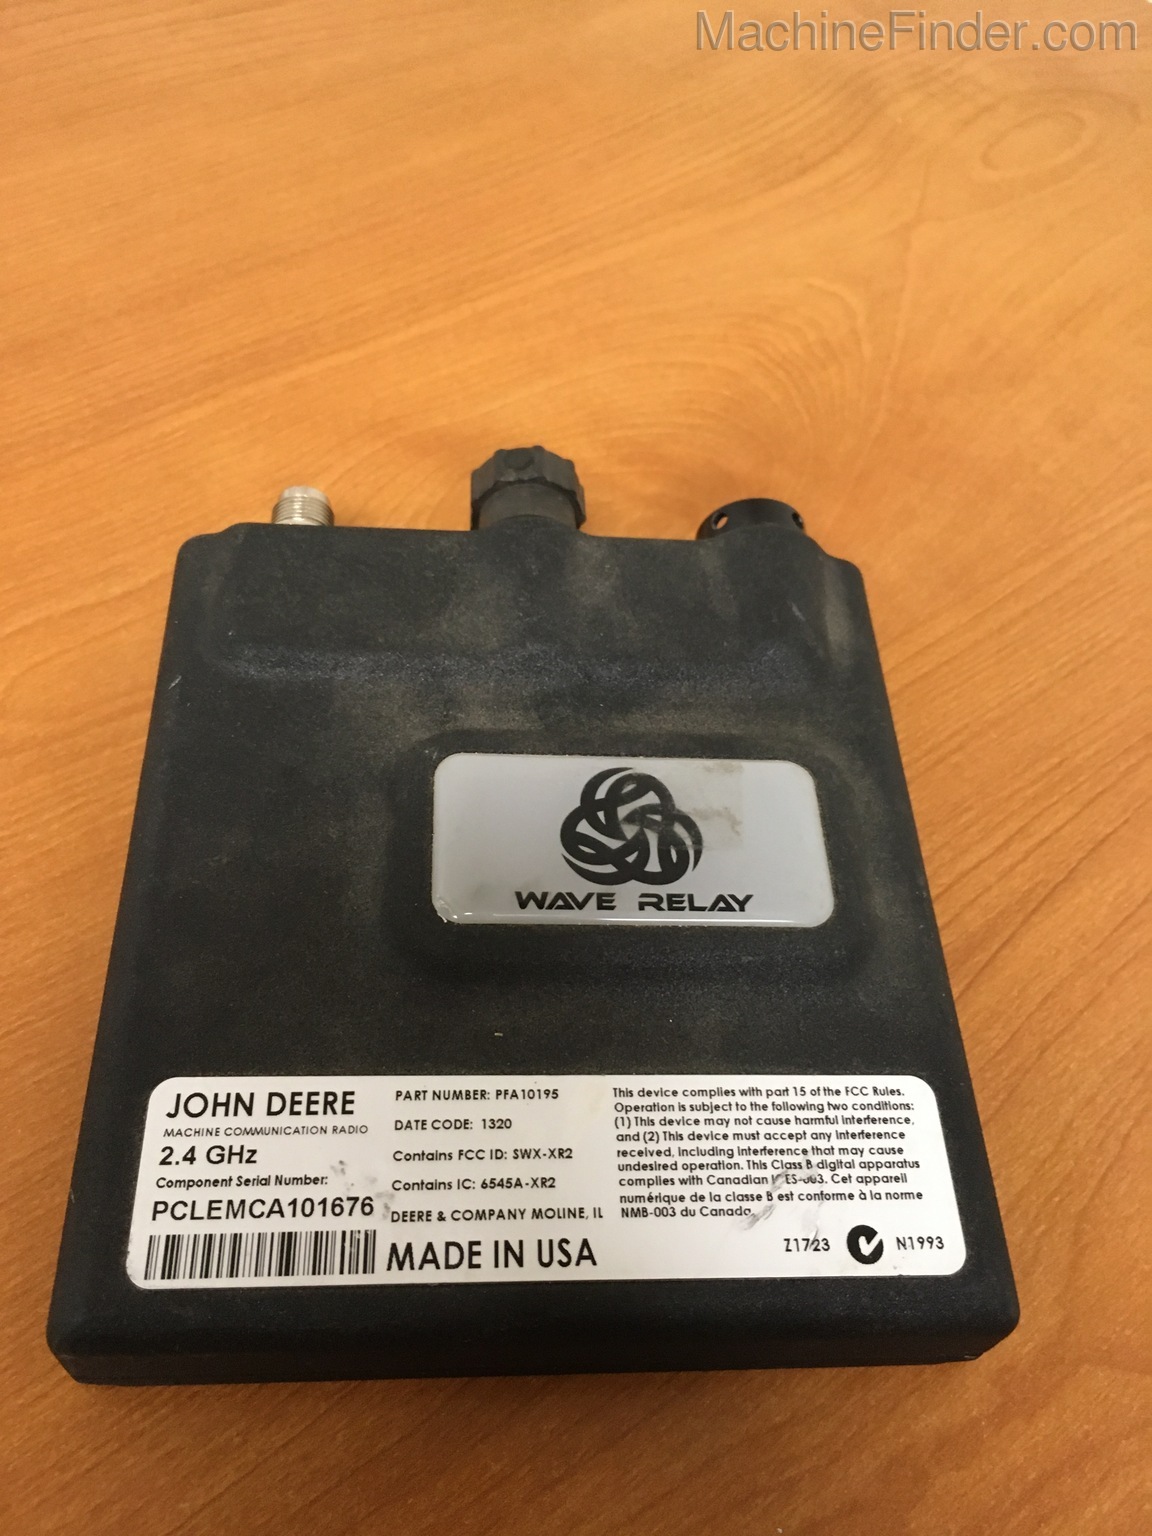 MachineFinder.com
WAVE RELAY
JOHN DEERE
MACHINE COMMUNICATION RADIO
2.4 GHz
Component Serial Number:
PCLEMCA101676
PART NUMBER: PFA10195
DATE CODE: 1320
Contains FCC ID: SWX-XR2
Contains IC: 6545A-XR2
DEERE & COMPANY MOLINE, IL
MADE IN USA
This device complies with part 15 of the FCC Rules.
Operation is subject to the following two conditions:
(1) This device may not cause harmful interference,
and (2) This device must accept any interference
received, including interference that may cause
undesired operation. This Class B digital apparatus
complies with Canadian Cet appareil
numérique de la classe B est conforme à la norme
NMB-003 du Canada.
Z1723
N1993